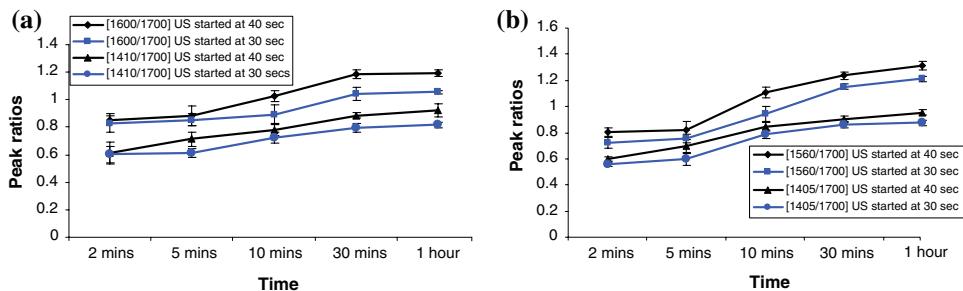 (a)
[1600/1700] US started at 40 sec
[1600/1700] US started at 30 sec
[1410/1700] US started at 40 sec
[1410/1700] US started at 30 secs
Peak ratios
1.6
1.4
1.2
1
0.8
0.6
0.4
0.2
0
2 mins 5 mins 10 mins 30 mins 1 hour
Time
(b)
Peak ratios
1.6
1.4
1.2
1
0.8
0.6
0.4
0.2
0
[1560/1700] US started at 40 sec
[1560/1700] US started at 30 sec
[1405/1700] US started at 40 sec
[1405/1700] US started at 30 sec
2 mins 5 mins 10 mins 30 mins 1 hour
Time